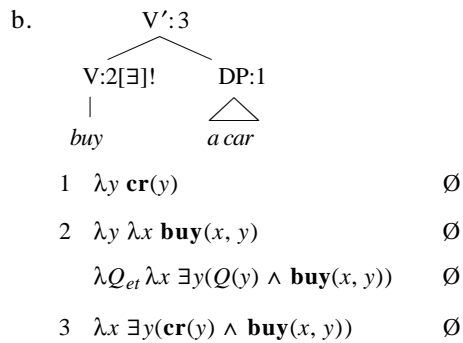 b. V′:3
V:2[∃]! DP:1
buy a car
1 λy cr(y) Ø
2 λy λx buy(x, y) Ø
λQet λx ∃y(Q(y) ∧ buy(x, y)) Ø
3 λx ∃y(cr(y) ∧ buy(x, y)) Ø